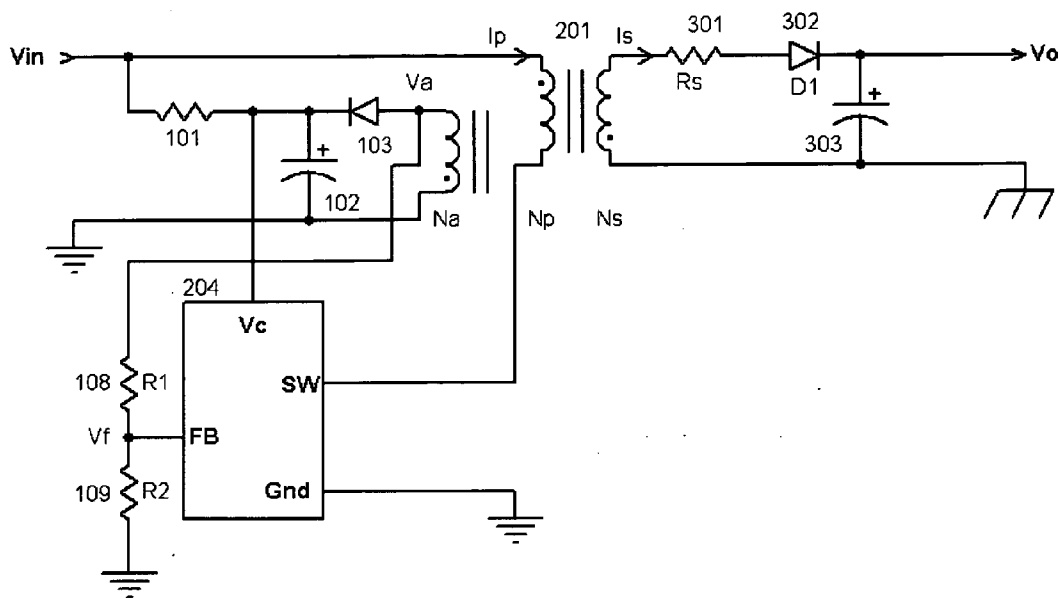 Vin
Ip
201
Is
301
302
Vo
Va
Rs
D1
101
103
+
+
303
102
Na
Np
Ns
204
Vc
108
R1
SW
Vf
FB
109
R2
Gnd